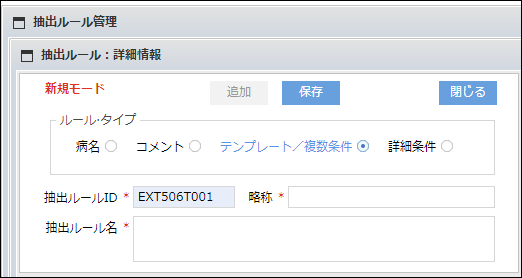 抽出ルール管理
抽出ルール：詳細情報
新規モード 追加 保存 閉じる
ルール・タイプ
病名 コメント テンプレート／複数条件 詳細条件
抽出ルールID * EXT506T001 略称 *
抽出ルール名 *